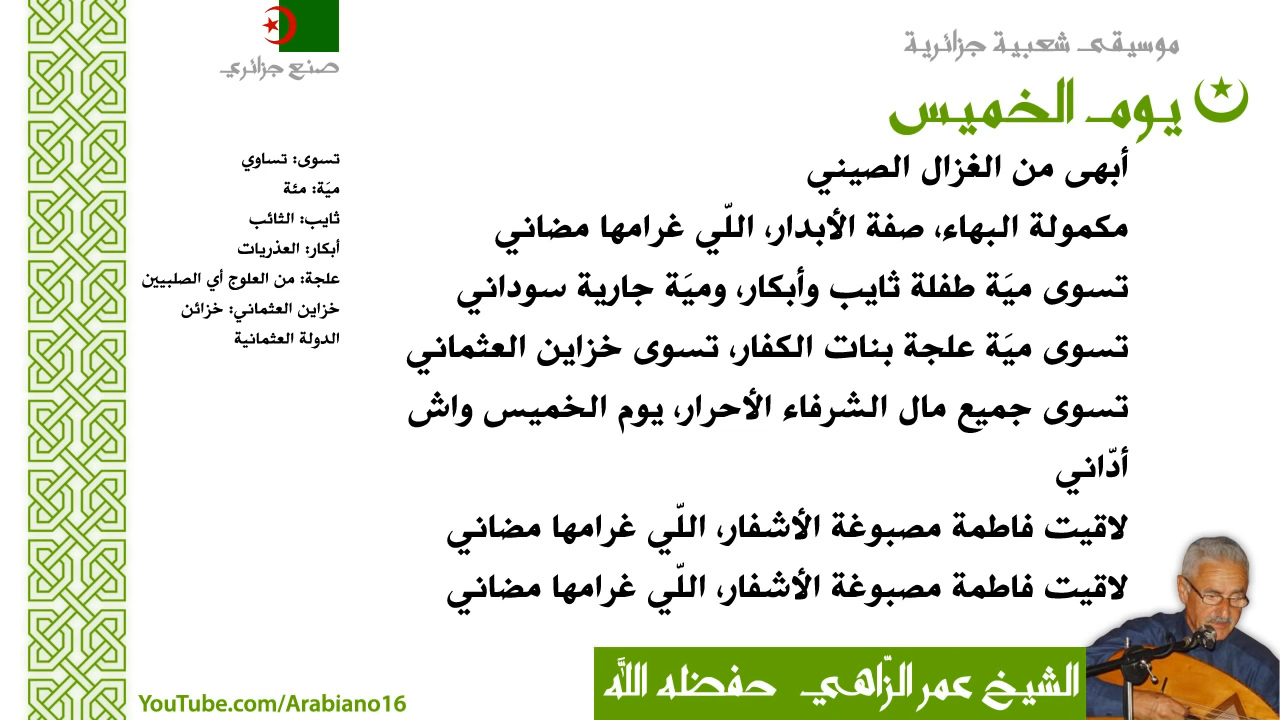 موسيقى شعبية جزائرية
يوم الخميس
أبهى من الغزال الصيني
مكمولة البهاء، صفة الأبدار، اللّي غرامها مضاني
تسوى ميَة طفلة ثايب وأبكار، وميَة جارية سوداني
تسوى ميَة علجة بنات الكفار، تسوى خزاين العثماني
تسوى جميع مال الشرفاء الأحرار، يوم الخميس واش
أدّاني
لاقيت فاطمة مصبوغة الأشفار، اللّي غرامها مضاني
لاقيت فاطمة مصبوغة الأشفار، اللّي غرامها مضاني
صنع جزائري
تسوى: تساوي
ميَة: مئة
ثايب: الثائب
أبكار: العذريات
علجة: من العلوج أي الصلبيين
خزاين العثماني: خزائن
الدولة العثمانية
الشيخ عمر الزّاهي حفظه اللّه
YouTube.com/Arabiano16